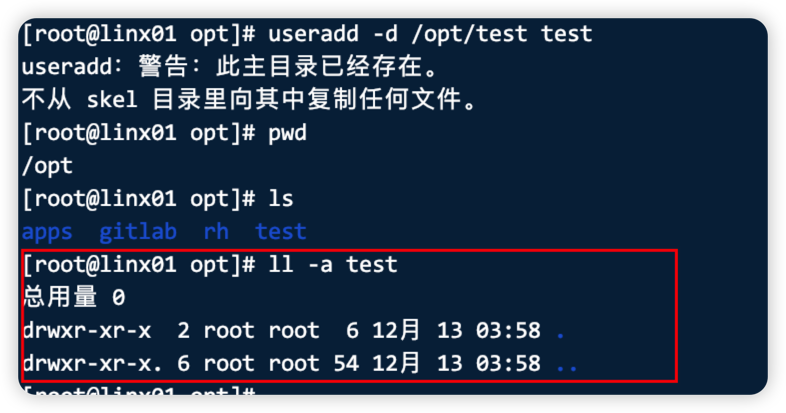 [root@linx01 opt]# useradd -d /opt/test test
useradd：警告：此主目录已经存在。
不从 skel 目录里向其中复制任何文件。
[root@linx01 opt]# pwd
/opt
[root@linx01 opt]# ls
apps  gitlab  rh  test
[root@linx01 opt]# ll -a test
总用量 0
drwxr-xr-x  2 root root  6 12月 13 03:58 .
drwxr-xr-x. 6 root root 54 12月 13 03:58 ..
[root@linx01 opt]#